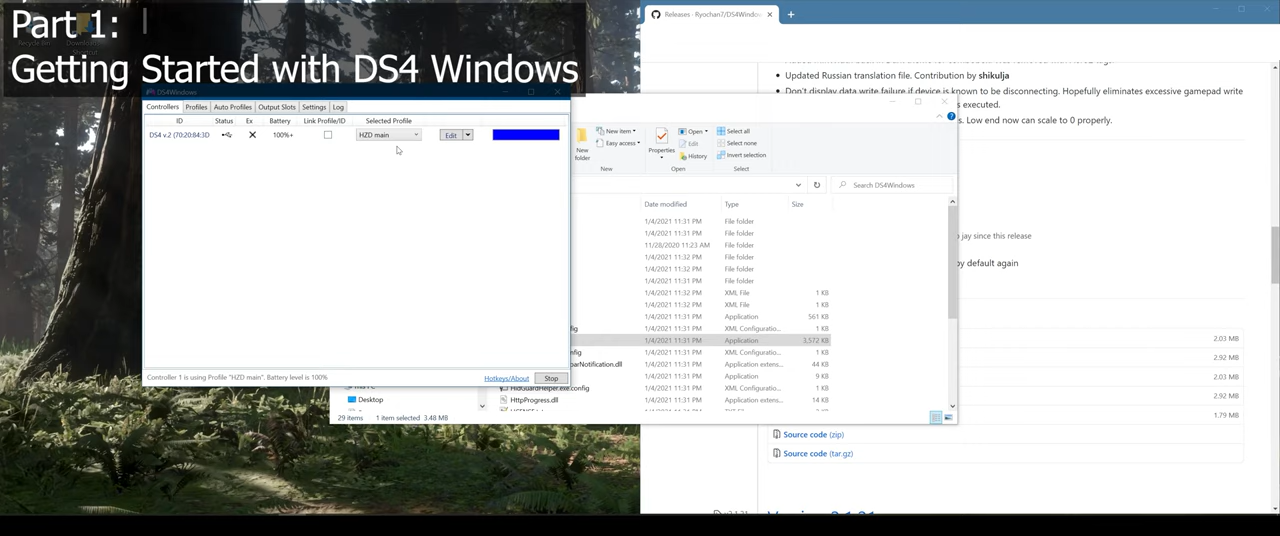 Part 1:
Getting Started with DS4 Windows
DS4Windows
Controllers Profiles Auto Profiles Output Slots Settings Log
ID Status Ex Battery Link Profile/ID Selected Profile
DS4 v.2 (70:20:84:3D 100%+ HZD main Edit
Controller 1 is using Profile "HZD main". Battery level is 100%
Hotkeys/About Stop
New folder
New item
Easy access
New
Properties
Open
Edit
History
Open
Select all
Select none
Invert selection
Select
Search DS4Windows
Date modified Type Size
1/4/2021 11:31 PM File folder
1/4/2021 11:31 PM File folder
11/28/2020 11:23 AM File folder
1/4/2021 11:32 PM File folder
1/4/2021 11:32 PM File folder
1/4/2021 11:31 PM File folder
1/4/2021 11:32 PM XML File 1 KB
1/4/2021 11:32 PM XML File 1 KB
1/4/2021 11:31 PM Application 561 KB
1/4/2021 11:31 PM XML Configuratio... 1 KB
1/4/2021 11:31 PM Application 3,572 KB
1/4/2021 11:31 PM XML Configuratio... 1 KB
1/4/2021 11:31 PM Application exten... 44 KB
1/4/2021 11:31 PM Application 9 KB
HidGuardHelper.exe.config 1/4/2021 11:31 PM XML Configuratio... 1 KB
Desktop HttpProgress.dll 1/4/2021 11:31 PM Application exten... 14 KB
29 items 1 item selected 3.48 MB
Releases · Ryochan7/DS4Window
Updated Russian translation file. Contribution by shikulja
Don't display data write failure if device is known to be disconnecting. Hopefully eliminates excessive gamepad write
s executed.
. Low end now can scale to 0 properly.
jay since this release
by default again
2.03 MB
2.92 MB
2.03 MB
2.92 MB
1.79 MB
Source code (zip)
Source code (tar.gz)